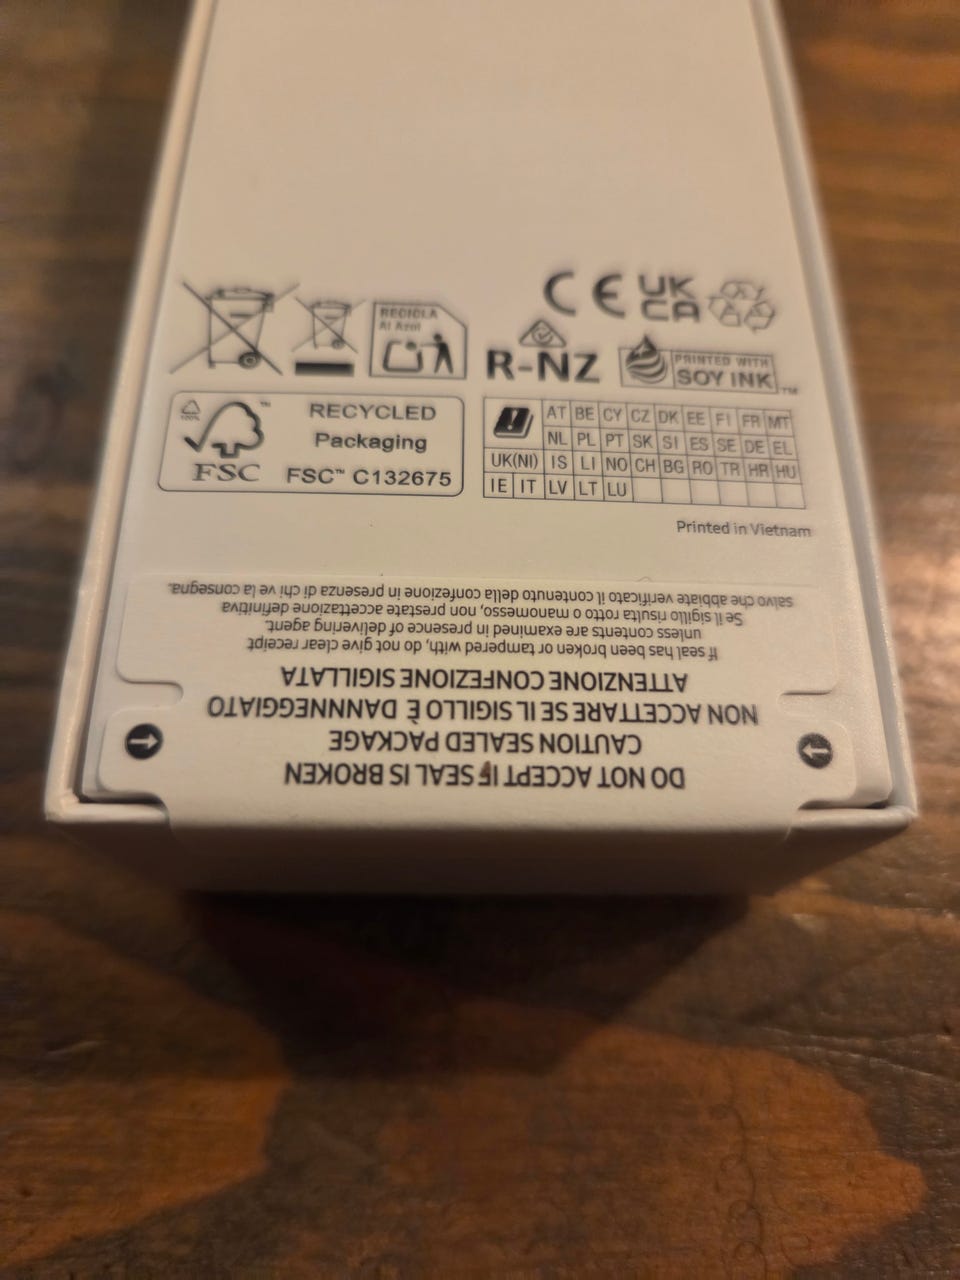 CE UK
CA
RECICLA
Al Azul
R-NZ
PRINTED WITH
SOY INK™
100%
RECYCLED
Packaging
FSC™ C132675
™
FSC
AT BE CY CZ DK EE FI FR MT
NL PL PT SK SI ES SE DE EL
UK(NI) IS LI NO CH BG RO TR HR HU
IE IT LV LT LU
Printed in Vietnam
DO NOT ACCEPT IF SEAL IS BROKEN
CAUTION SEALED PACKAGE
NON ACCETTARE SE IL SIGILLO È DANNNEGGIATO
ATTENZIONE CONFEZIONE SIGILLATA
If seal has been broken or tampered with, do not give clear receipt
unless contents are examined in presence of delivering agent.
Se il sigillo risulta rotto o manomesso, non prestate accettazione definitiva
salvo che abbiate verificato il contenuto della confezione in presenza di chi ve la consegna.